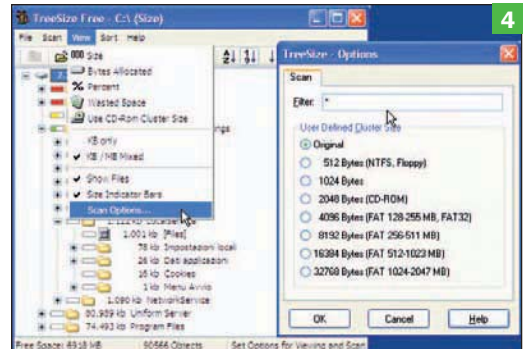 TreeSize Free - C:\ (Size)
4
File Scan View Sort Help
Size
Bytes Allocated
% Percent
Wasted Space
Use CD-Rom Cluster Size
KB only
KB / MB Mixed
Show Files
Size Indicator Bars
Scan Options...
ngs
1.001 kb [Files]
78 kb Impostazioni locali
26 kb Dati applicazioni
16 kb Cookies
1 kb Menu Avvio
1.090 kb NetworkService
80.989 kb Uniform Server
74.493 kb Program Files
Free Space: 6918 MB 90566 Objects Set Options for Viewing and Scan
TreeSize - Options
Scan
Filter: *
User Defined Cluster Size
Original
512 Bytes (NTFS, Floppy)
1024 Bytes
2048 Bytes (CD-ROM)
4096 Bytes (FAT 128-255 MB, FAT32)
8192 Bytes (FAT 256-511 MB)
16384 Bytes (FAT 512-1023 MB)
32768 Bytes (FAT 1024-2047 MB)
OK Cancel Help